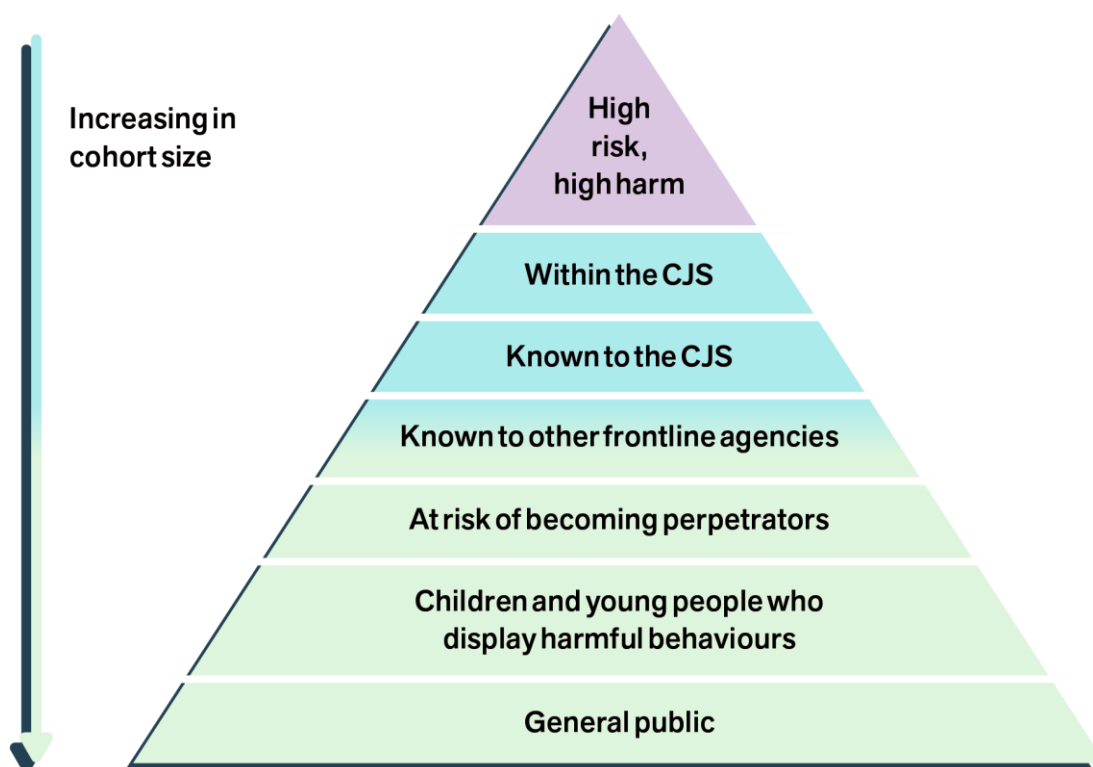 Increasing in
cohort size
High
risk,
high harm
Within the CJS
Known to the CJS
Known to other frontline agencies
At risk of becoming perpetrators
Children and young people who
display harmful behaviours
General public